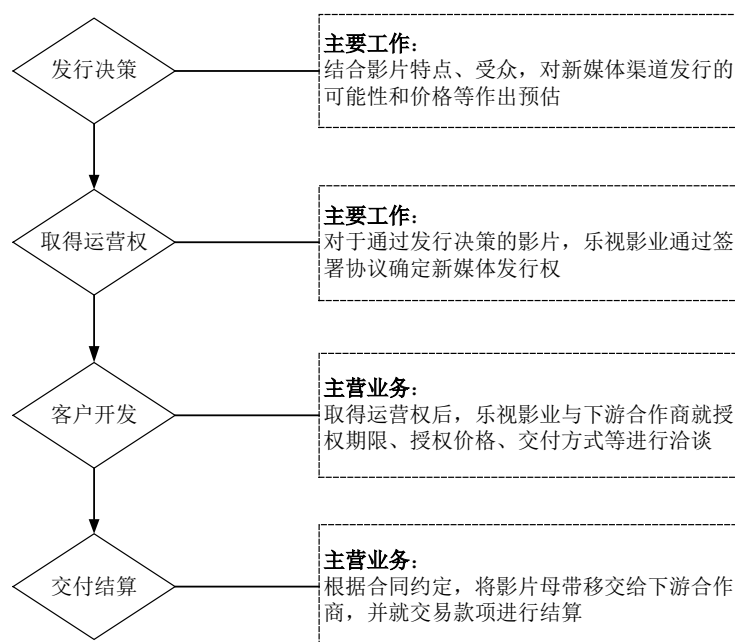 发行决策
主要工作：
结合影片特点、受众，对新媒体渠道发行的
可能性和价格等作出预估
取得运营权
主要工作：
对于通过发行决策的影片，乐视影业通过签
署协议确定新媒体发行权
客户开发
主营业务：
取得运营权后，乐视影业与下游合作商就授
权期限、授权价格、交付方式等进行洽谈
交付结算
主营业务：
根据合同约定，将影片母带移交给下游合作
商，并就交易款项进行结算